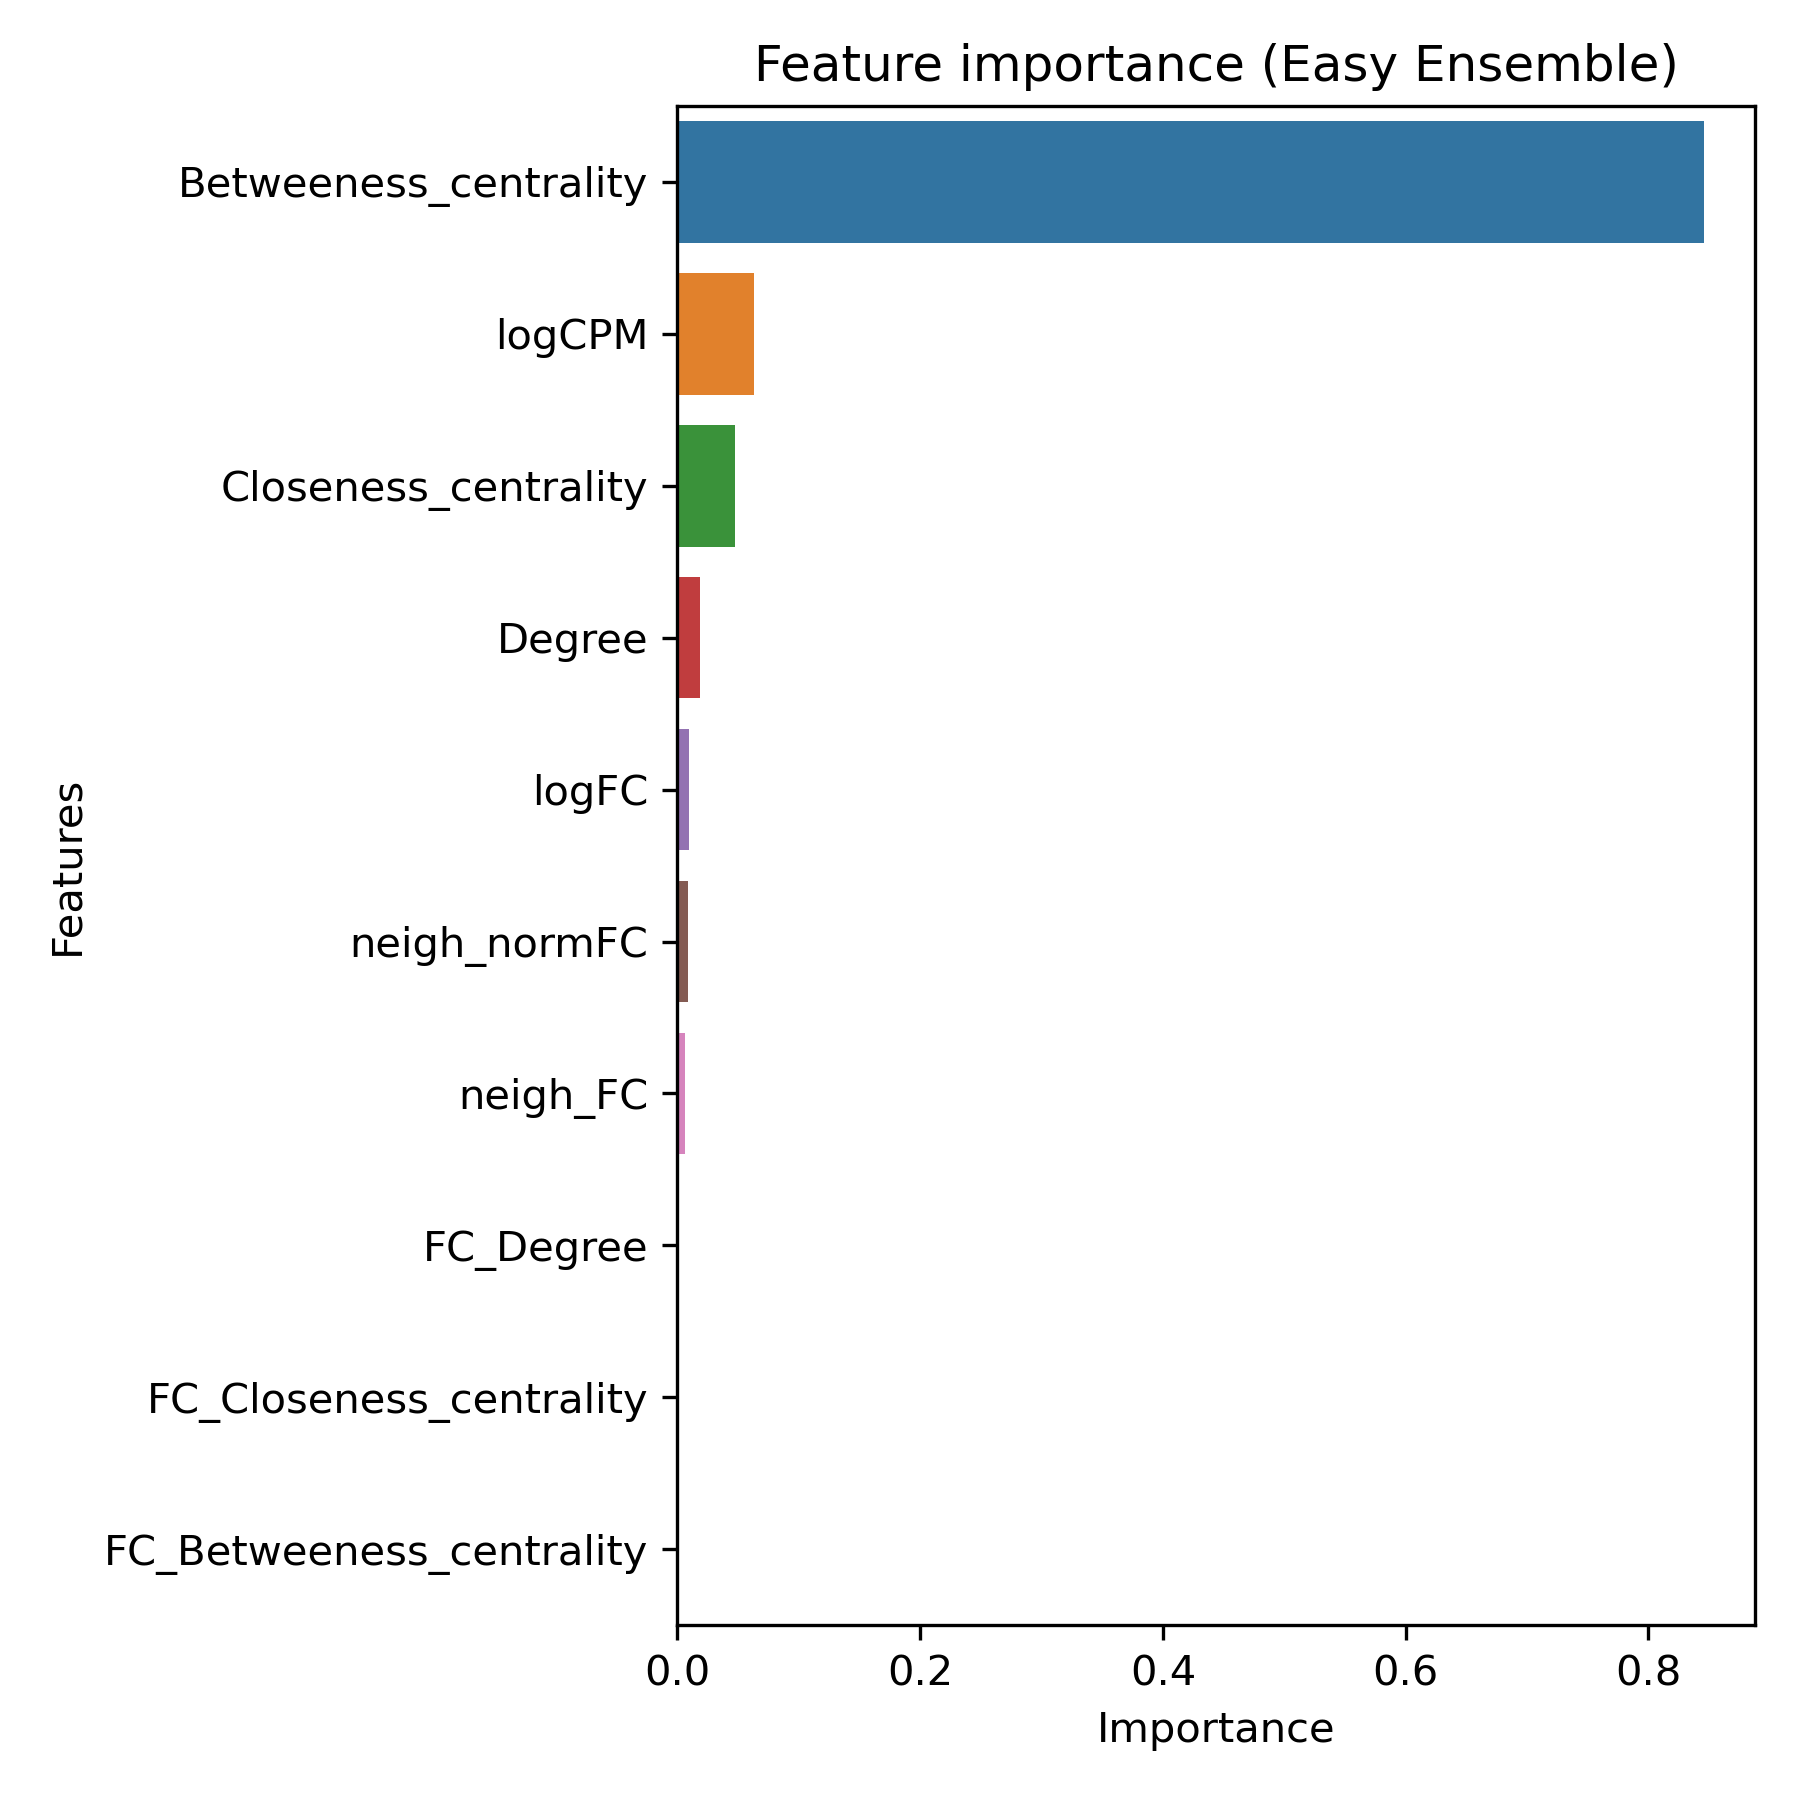 Feature importance (Easy Ensemble)
Betweeness_centrality
logCPM
Closeness_centrality
Degree
logFC
neigh_normFC
neigh_FC
FC_Degree
FC_Closeness_centrality
FC_Betweeness_centrality
Features
0.0 0.2 0.4 0.6 0.8
Importance